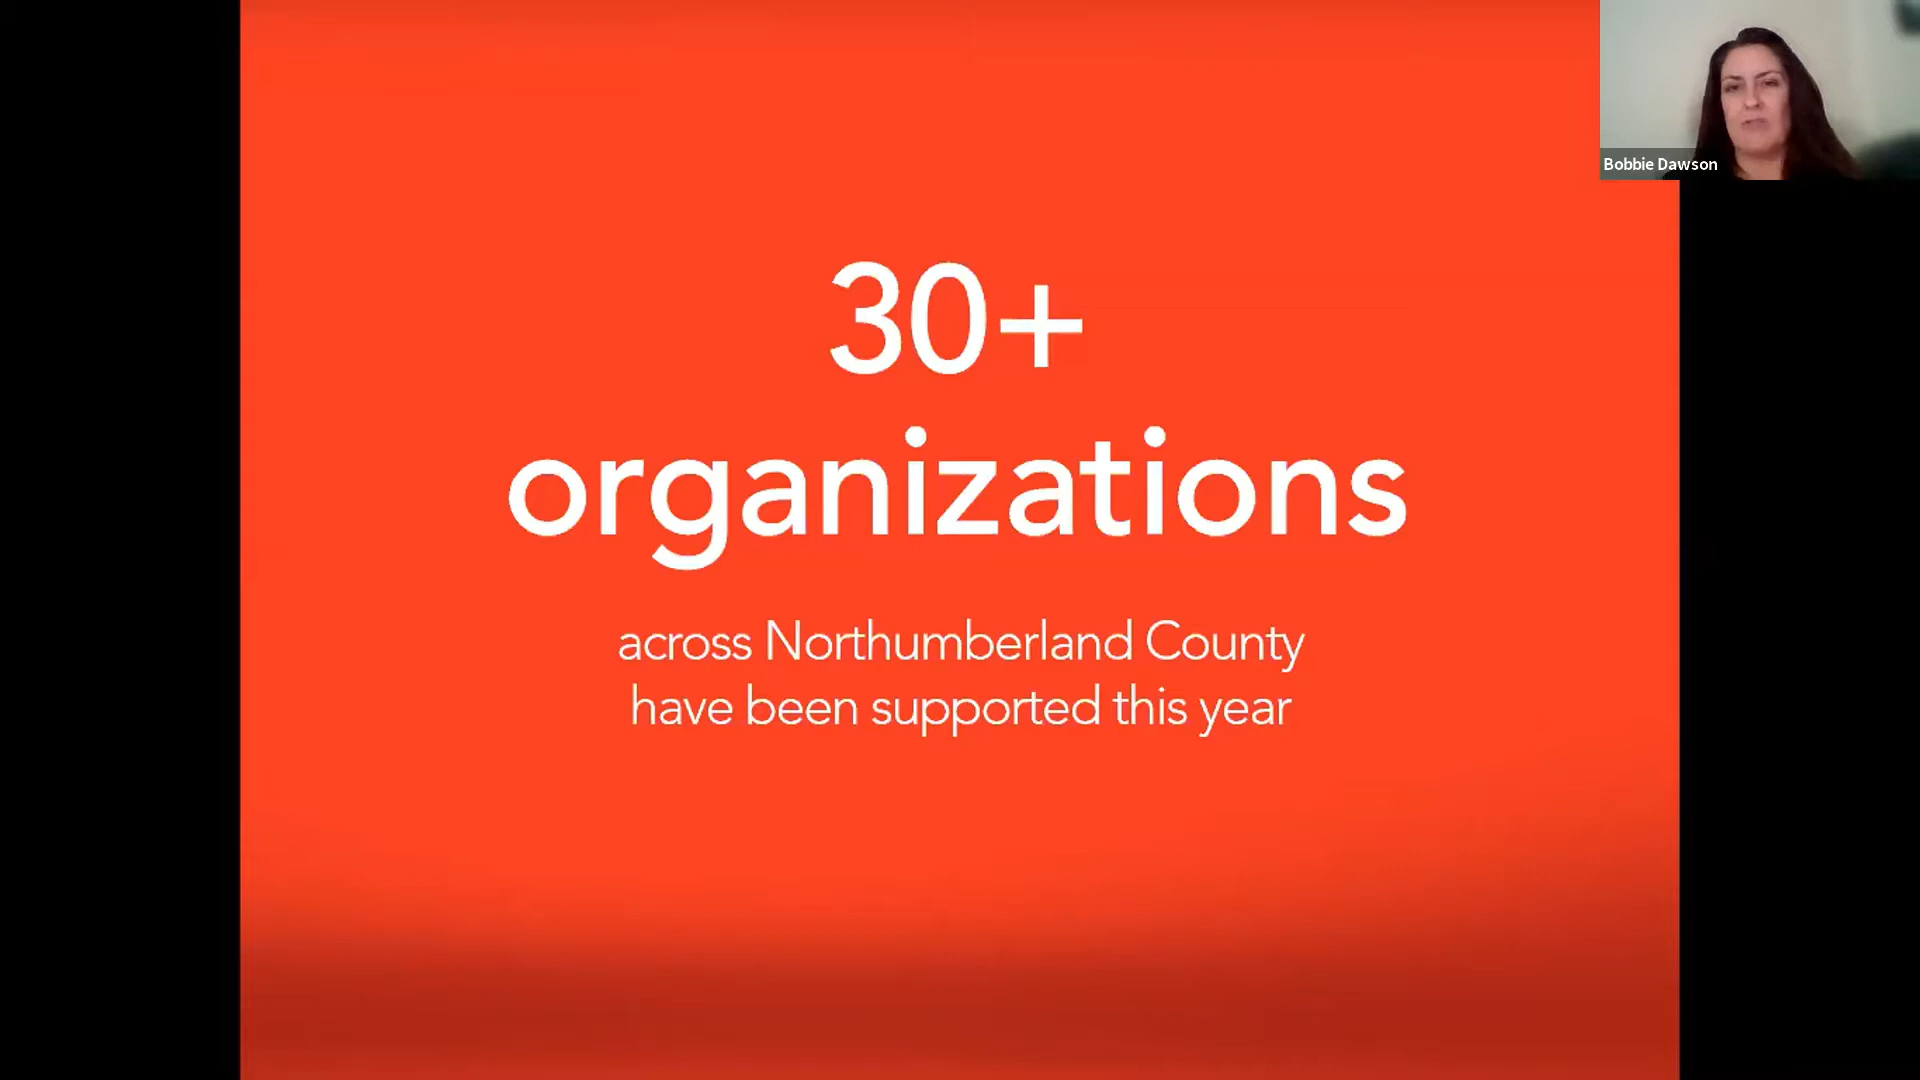 30+
organizations
across Northumberland County
have been supported this year
Bobbie Dawson